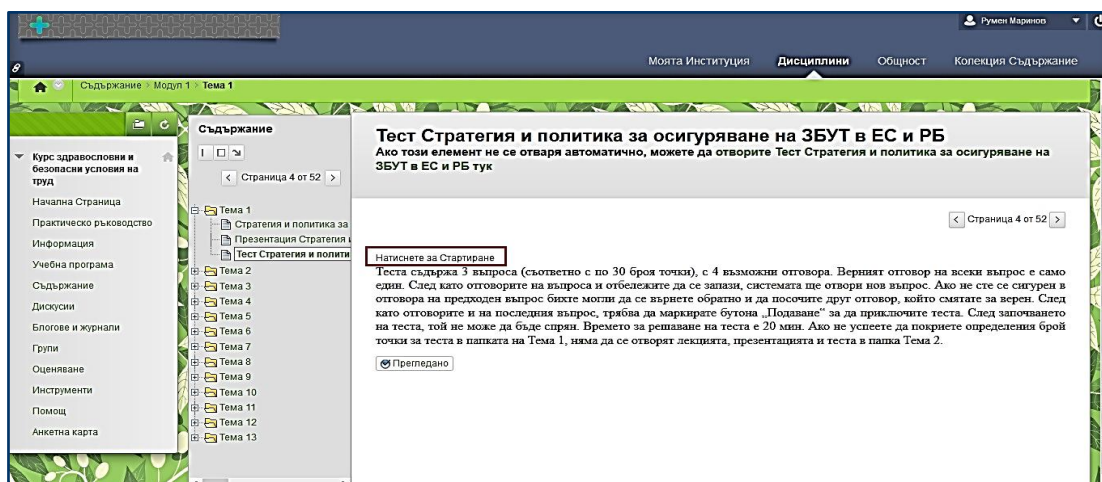 Румен Маринов
Моята Институция Дисциплини Общност Колекция Съдържание
Съдържание > Модул 1 > Тема 1
Курс здравословни и
безопасни условия на
труд
Начална Страница
Практическо ръководство
Информация
Учебна програма
Съдържание
Дискусии
Блогове и журнали
Групи
Оценяване
Инструменти
Помощ
Анкетна карта
Съдържание
Страница 4 от 52
Тема 1
Стратегия и политика за
Презентация Стратегия и
Тест Стратегия и полити
Тема 2
Тема 3
Тема 4
Тема 5
Тема 6
Тема 7
Тема 8
Тема 9
Тема 10
Тема 11
Тема 12
Тема 13
Тест Стратегия и политика за осигуряване на ЗБУТ в ЕС и РБ
Ако този елемент не се отваря автоматично, можете да отворите Тест Стратегия и политика за осигуряване на
ЗБУТ в ЕС и РБ тук
Страница 4 от 52
Натиснете за Стартиране
Теста съдържа 3 въпроса (съответно с по 30 броя точки), с 4 възможни отговора. Верният отговор на всеки въпрос е само
един. След като отговорите на въпроса и отбележите да се запази, системата ще отвори нов въпрос. Ако не сте се сигурен в
отговора на предходен въпрос бихте могли да се върнете обратно и да посочите друг отговор, който смятате за верен. След
като отговорите и на последния въпрос, трябва да маркирате бутона „Подаване" за да приключите теста. След започването
на теста, той не може да бъде спрян. Времето за решаване на теста е 20 мин. Ако не успеете да покриете определения брой
точки за теста в папката на Тема 1, няма да се отворят лекцията, презентацията и теста в папка Тема 2.
Прегледано